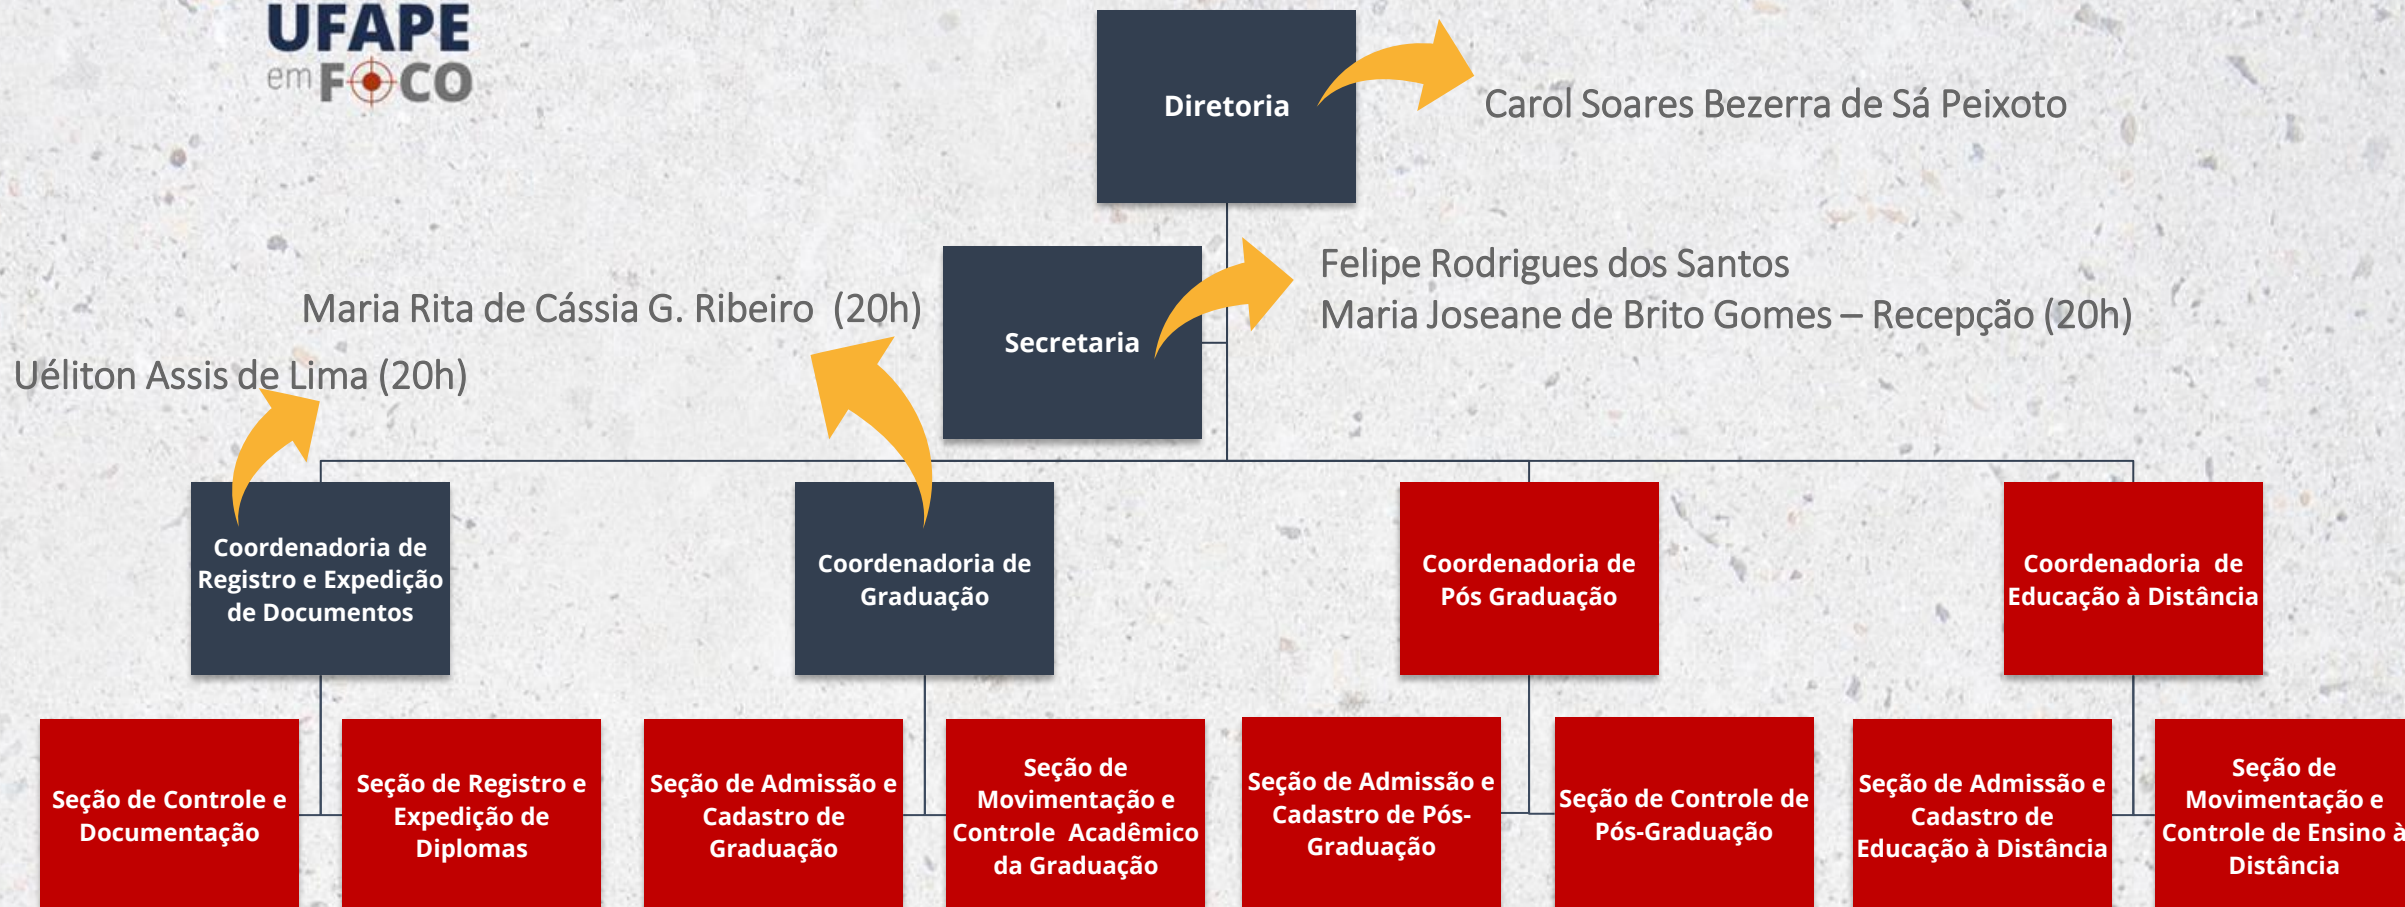 UFAPE
em FOCO
Diretoria
Carol Soares Bezerra de Sá Peixoto
Secretaria
Felipe Rodrigues dos Santos
Maria Joseane de Brito Gomes – Recepção (20h)
Maria Rita de Cássia G. Ribeiro (20h)
Uéliton Assis de Lima (20h)
Coordenadoria de
Registro e Expedição
de Documentos
Coordenadoria de
Graduação
Coordenadoria de
Pós Graduação
Coordenadoria de
Educação à Distância
Seção de Controle e
Documentação
Seção de Registro e
Expedição de
Diplomas
Seção de Admissão e
Cadastro de
Graduação
Seção de
Movimentação e
Controle Acadêmico
da Graduação
Seção de Admissão e
Cadastro de Pós-
Graduação
Seção de Controle de
Pós-Graduação
Seção de Admissão e
Cadastro de
Educação à Distância
Seção de
Movimentação e
Controle de Ensino à
Distância